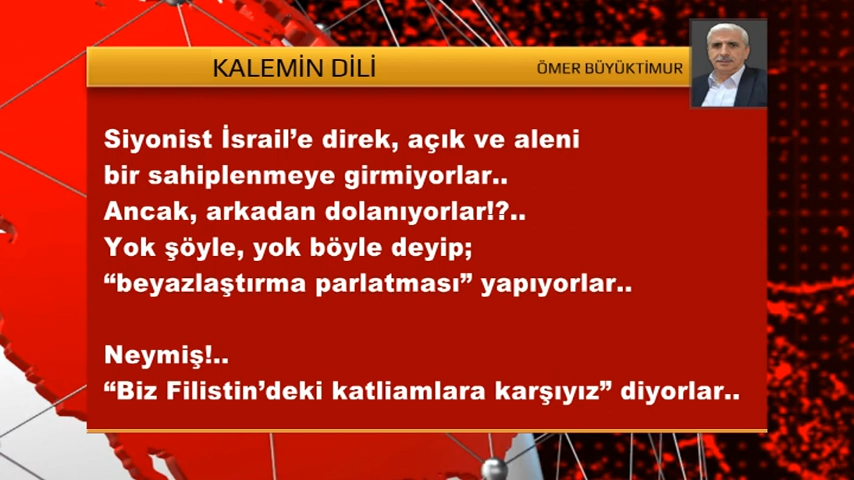 KALEMİN DİLİ
ÖMER BÜYÜKTİMUR
Siyonist İsrail’e direk, açık ve aleni
bir sahiplenmeye girmiyorlar..
Ancak, arkadan dolanıyorlar!?..
Yok şöyle, yok böyle deyip;
“beyazlaştırma parlatması” yapıyorlar..
Neymiş!..
“Biz Filistin’deki katliamlara karşıyız” diyorlar..